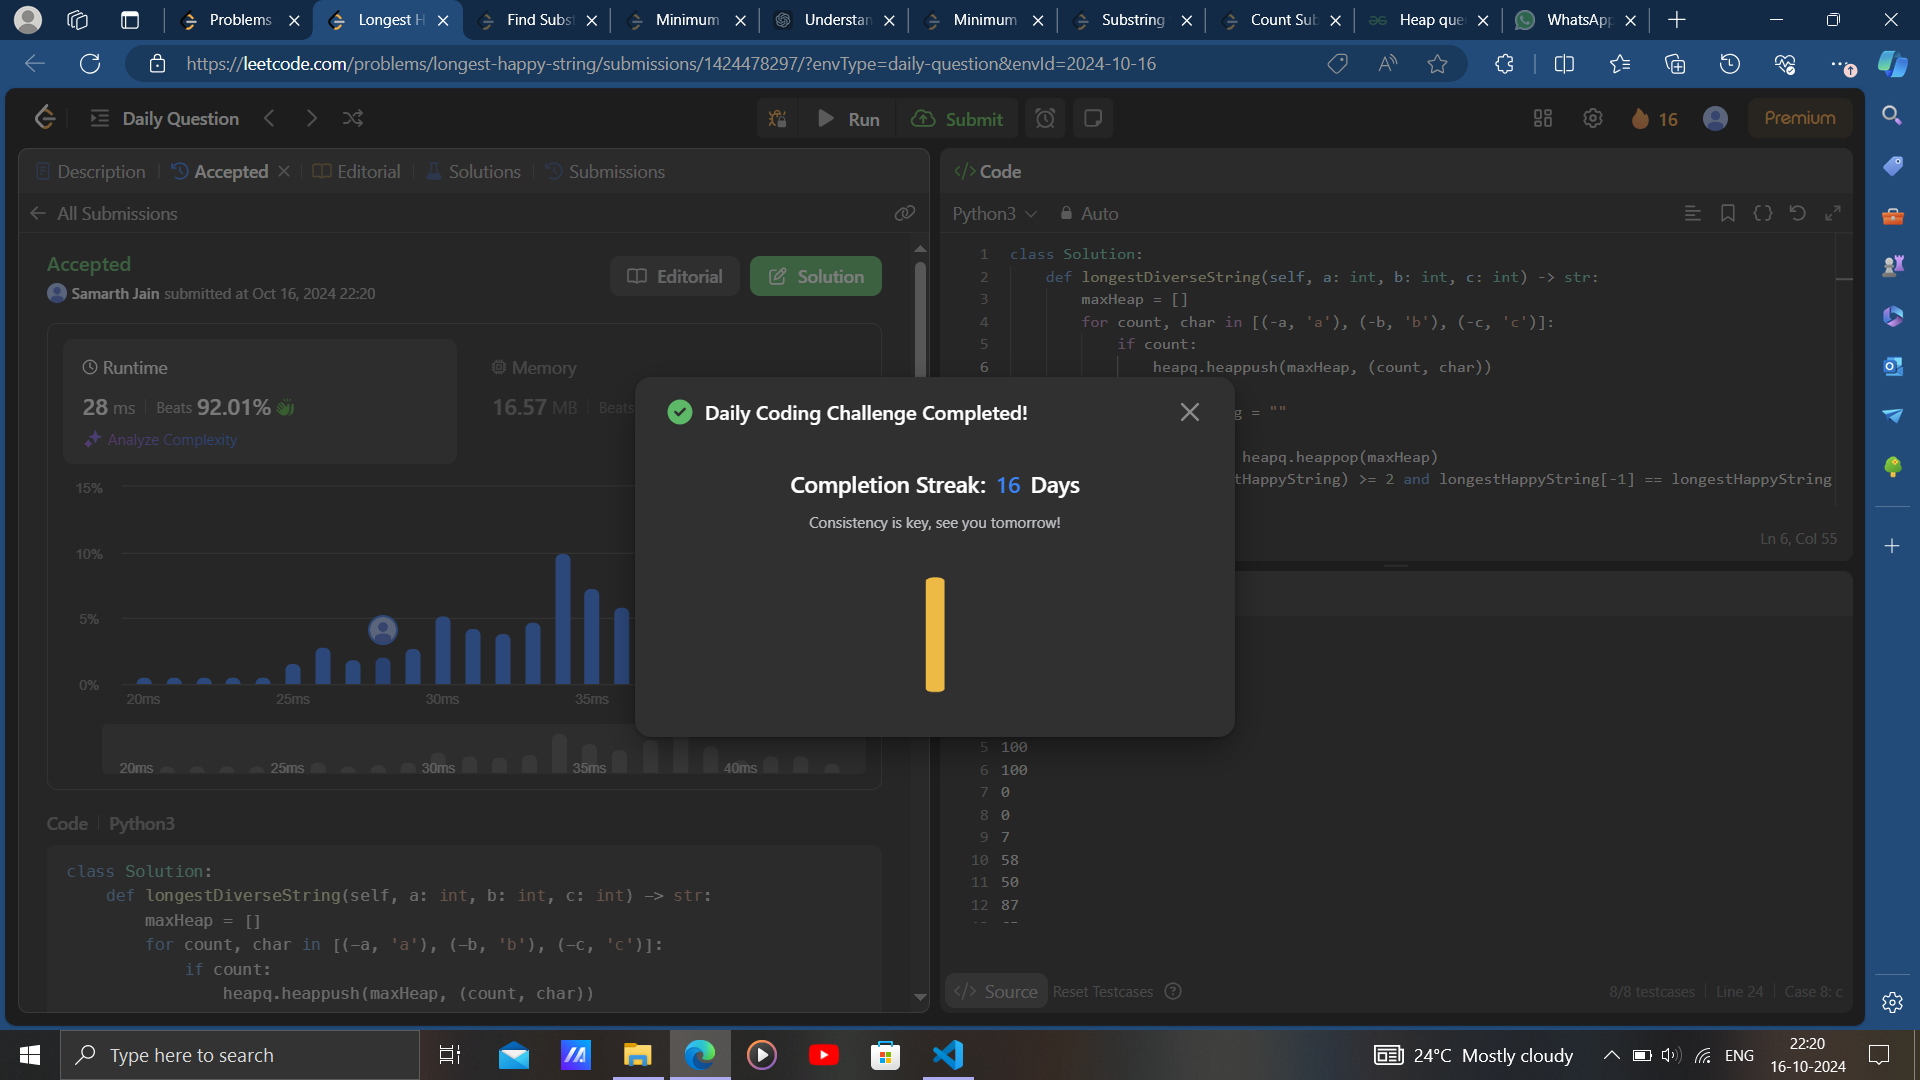 Problems
Longest H
Find Subst
Minimum
Understan
Minimum
Substring
Count Sub
Heap que
WhatsApp
https://leetcode.com/problems/longest-happy-string/submissions/1424478297/?envType=daily-question&envId=2024-10-16
Daily Question
Run
Submit
16
Premium
Description
Accepted
Editorial
Solutions
Submissions
All Submissions
Accepted
Samarth Jain submitted at Oct 16, 2024 22:20
Editorial
Solution
Runtime
28 ms
Beats 92.01%
Analyze Complexity
Memory
16.57 MB
Beats
15%
10%
5%
0%
20ms
25ms
30ms
35ms
20ms
25ms
30ms
35ms
40ms
Code
Python3
class Solution:
def longestDiverseString(self, a: int, b: int, c: int) -> str:
maxHeap = []
for count, char in [(-a, 'a'), (-b, 'b'), (-c, 'c')]:
if count:
heapq.heappush(maxHeap, (count, char))
</> Code
Python3
Auto
1 class Solution:
2 def longestDiverseString(self, a: int, b: int, c: int) -> str:
3 maxHeap = []
4 for count, char in [(-a, 'a'), (-b, 'b'), (-c, 'c')]:
5 if count:
6 heapq.heappush(maxHeap, (count, char))
g = ""
heapq.heappop(maxHeap)
tHappyString) >= 2 and longestHappyString[-1] == longestHappyString
Ln 6, Col 55
Daily Coding Challenge Completed!
Completion Streak: 16 Days
Consistency is key, see you tomorrow!
5 100
6 100
7 0
8 0
9 7
10 58
11 50
12 87
</> Source
Reset Testcases
8/8 testcases
Line 24
Case 8: c
Type here to search
24°C Mostly cloudy
ENG
22:20
16-10-2024